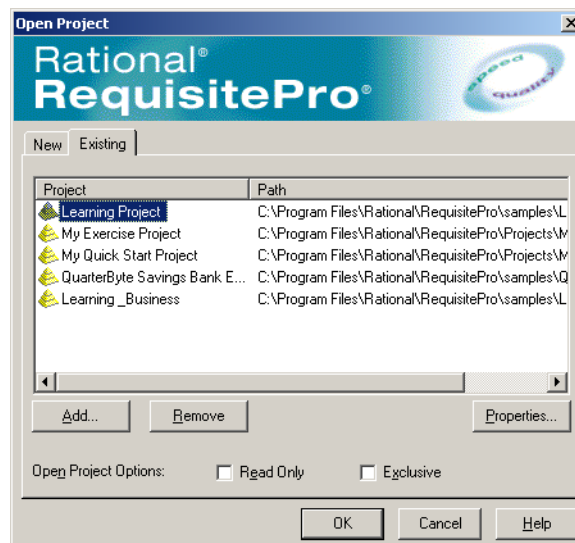 Open Project
Rational®
RequisitePro®
speed
quality
New Existing
Project Path
Learning Project C:\Program Files\Rational\RequisitePro\samples\L
My Exercise Project C:\Program Files\Rational\RequisitePro\Projects\M
My Quick Start Project C:\Program Files\Rational\RequisitePro\Projects\M
QuarterByte Savings Bank E... C:\Program Files\Rational\RequisitePro\samples\Q
Learning _Business C:\Program Files\Rational\RequisitePro\samples\L
Add... Remove Properties...
Open Project Options: Read Only Exclusive
OK Cancel Help